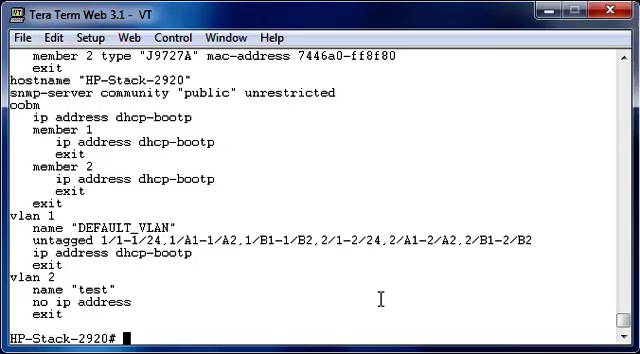 Tera Term Web 3.1 - VT
File Edit Setup Web Control Window Help
member 2 type "J9727A" mac-address 7446a0-ff8f80
exit
hostname "HP-Stack-2920"
snmp-server community "public" unrestricted
oobm
ip address dhcp-bootp
member 1
ip address dhcp-bootp
exit
member 2
ip address dhcp-bootp
exit
exit
vlan 1
name "DEFAULT_VLAN"
untagged 1/1-1/24,1/A1-1/A2,1/B1-1/B2,2/1-2/24,2/A1-2/A2,2/B1-2/B2
ip address dhcp-bootp
exit
vlan 2
name "test"
no ip address
exit
HP-Stack-2920#